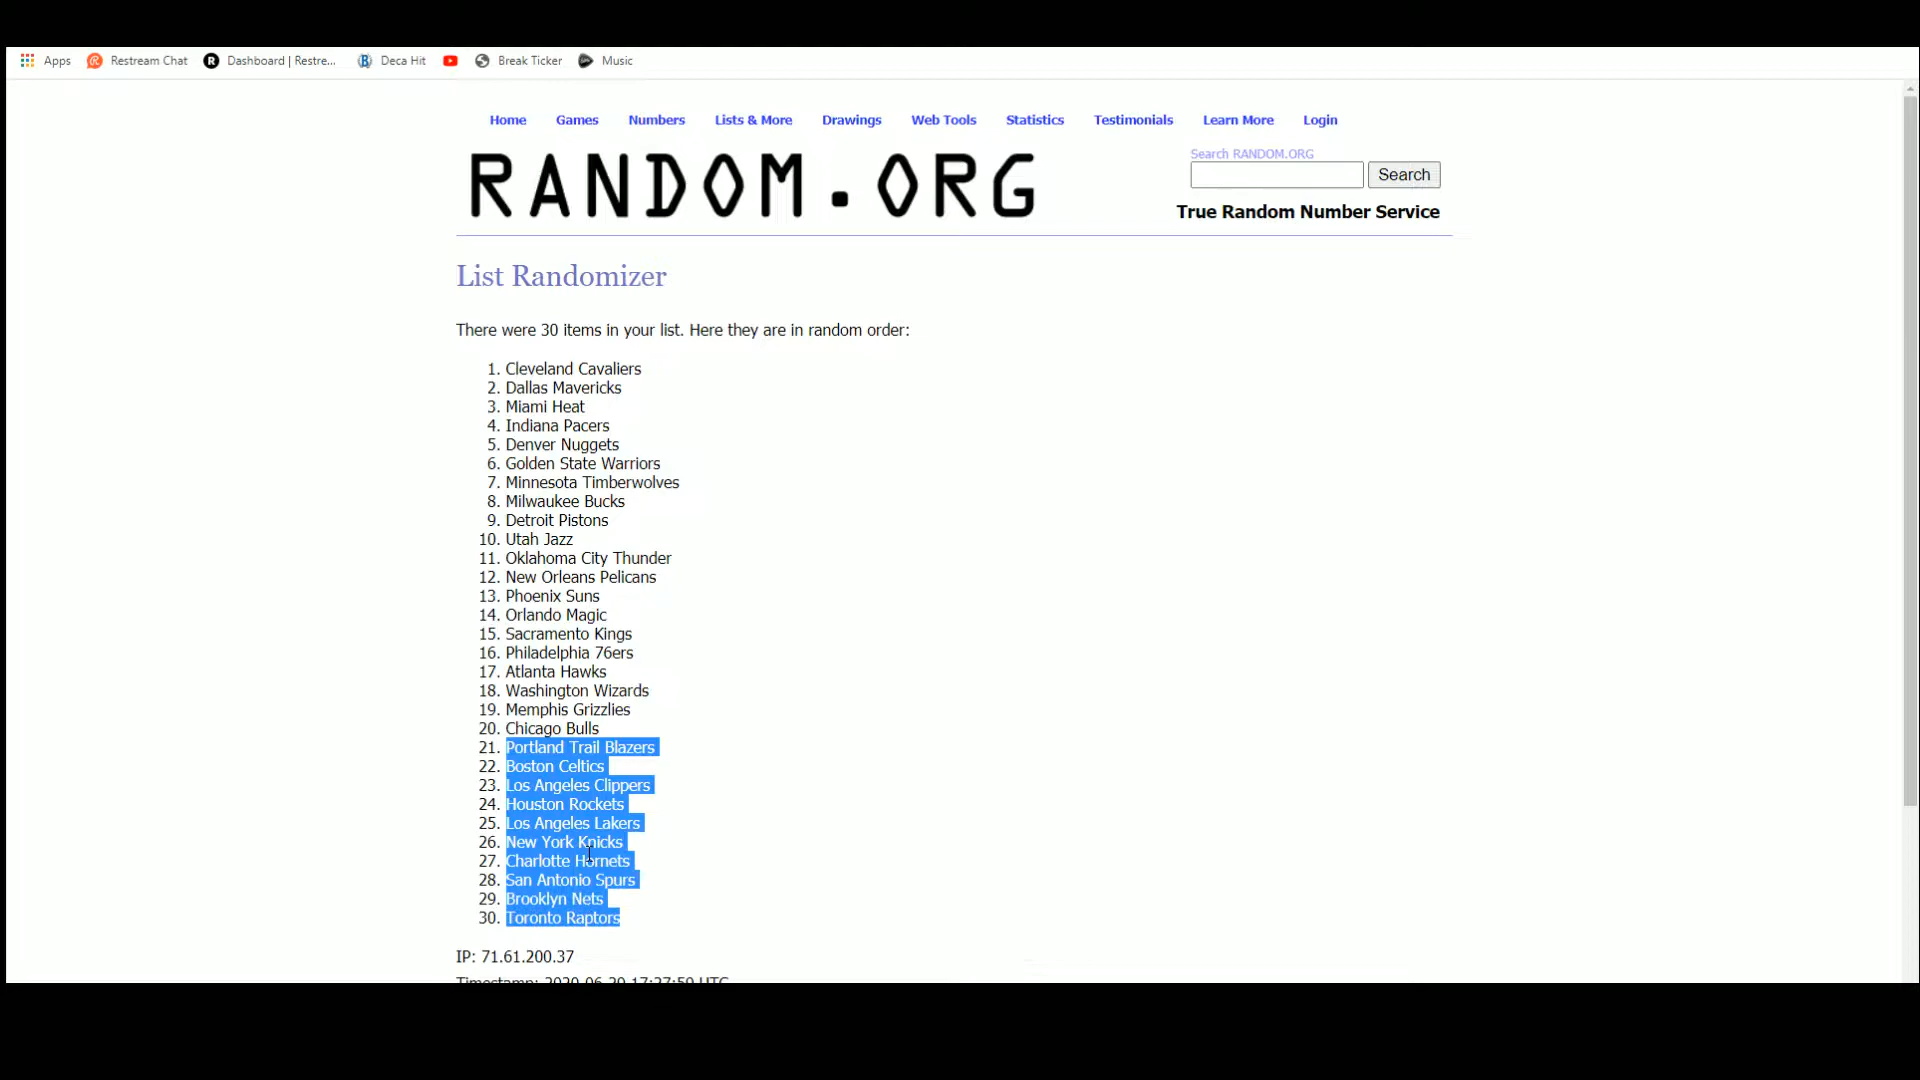 Apps Restream Chat Dashboard | Restre... Deca Hit Break Ticker Music
Home Games Numbers Lists & More Drawings Web Tools Statistics Testimonials Learn More Login
Search RANDOM.ORG
RANDOM.ORG
Search
True Random Number Service
List Randomizer
There were 30 items in your list. Here they are in random order:
1. Cleveland Cavaliers
2. Dallas Mavericks
3. Miami Heat
4. Indiana Pacers
5. Denver Nuggets
6. Golden State Warriors
7. Minnesota Timberwolves
8. Milwaukee Bucks
9. Detroit Pistons
10. Utah Jazz
11. Oklahoma City Thunder
12. New Orleans Pelicans
13. Phoenix Suns
14. Orlando Magic
15. Sacramento Kings
16. Philadelphia 76ers
17. Atlanta Hawks
18. Washington Wizards
19. Memphis Grizzlies
20. Chicago Bulls
21. Portland Trail Blazers
22. Boston Celtics
23. Los Angeles Clippers
24. Houston Rockets
25. Los Angeles Lakers
26. New York Knicks
27. Charlotte Hornets
28. San Antonio Spurs
29. Brooklyn Nets
30. Toronto Raptors
IP: 71.61.200.37
Timestamp: UTC